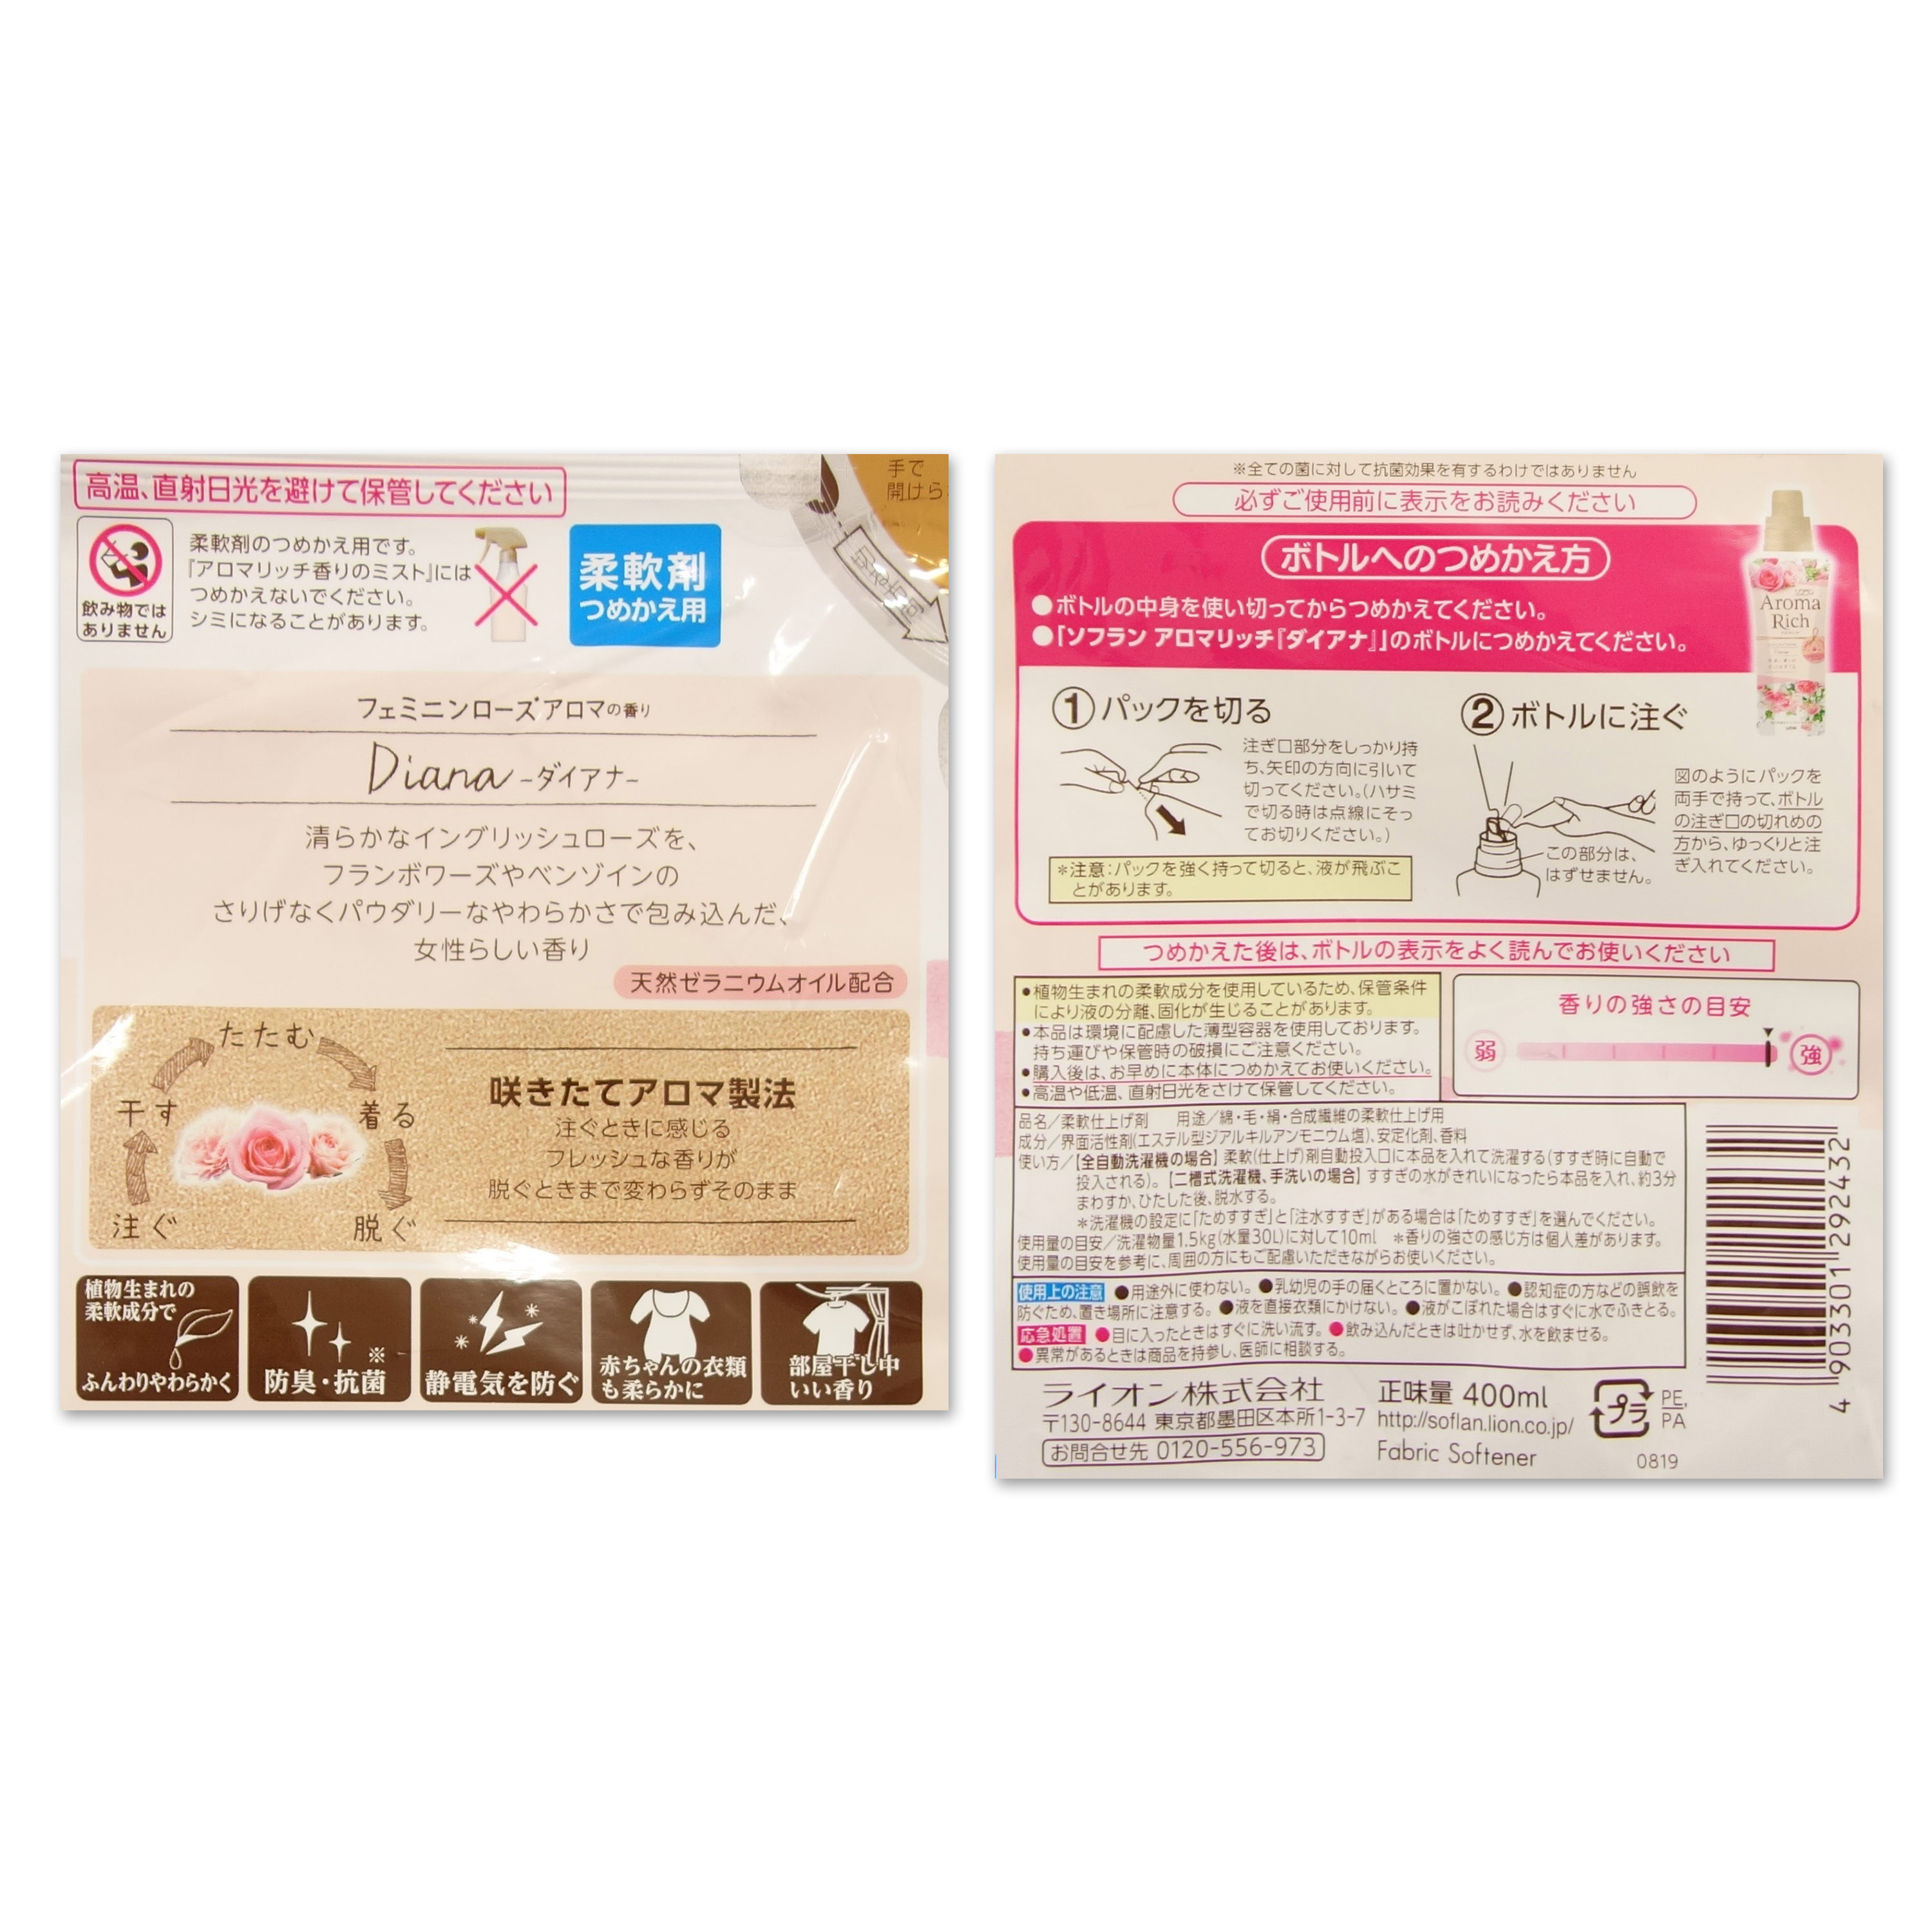 高温、直射日光を避けて保管してください
手で
開けら
飲み物では
ありません
柔軟剤のつめかえ用です。
『アロマリッチ香りのミスト』には
つめかえないでください。
シミになることがあります。
柔軟剤
つめかえ用
フェミニンローズアロマの香り
Diana -ダイアナ-
清らかなイングリッシュローズを、
フランボワーズやベンゾインの
さりげなくパウダリーなやわらかさで包み込んだ、
女性らしい香り
天然ゼラニウムオイル配合
たたむ
干す
着る
注ぐ
脱ぐ
咲きたてアロマ製法
注ぐときに感じる
フレッシュな香りが
脱ぐときまで変わらずそのまま
植物生まれの
柔軟成分で
ふんわりやわらかく
※
防臭・抗菌
静電気を防ぐ
赤ちゃんの衣類
も柔らかに
部屋干し中
いい香り
※全ての菌に対して抗菌効果を有するわけではありません
必ずご使用前に表示をお読みください
ボトルへのつめかえ方
●ボトルの中身を使い切ってからつめかえてください。
●「ソフラン アロマリッチ『ダイアナ』」のボトルにつめかえてください。
ソフラン
Aroma
Rich
①パックを切る
注ぎ口部分をしっかり持
ち、矢印の方向に引いて
切ってください。(ハサミ
で切る時は点線にそっ
てお切りください。)
*注意:パックを強く持って切ると、液が飛ぶこ
とがあります。
②ボトルに注ぐ
図のようにパックを
両手で持って、ボトル
の注ぎ口の切れめの
方から、ゆっくりと注
ぎ入れてください。
この部分は、
はずせません。
つめかえた後は、ボトルの表示をよく読んでお使いください
●植物生まれの柔軟成分を使用しているため、保管条件
により液の分離、固化が生じることがあります。
●本品は環境に配慮した薄型容器を使用しております。
持ち運びや保管時の破損にご注意ください。
●購入後は、お早めに本体につめかえてお使いください。
●高温や低温、直射日光をさけて保管してください。
香りの強さの目安
弱
強
品名／柔軟仕上げ剤 用途／綿・毛・絹・合成繊維の柔軟仕上げ用
成分／界面活性剤(エステル型ジアルキルアンモニウム塩)、安定化剤、香料
使い方／【全自動洗濯機の場合】柔軟(仕上げ)剤自動投入口に本品を入れて洗濯する(すすぎ時に自動で
投入される)。【二槽式洗濯機、手洗いの場合】すすぎの水がきれいになったら本品を入れ、約3分
まわすか、ひたした後、脱水する。
*洗濯機の設定に「ためすすぎ」と「注水すすぎ」がある場合は「ためすすぎ」を選んでください。
使用量の目安／洗濯物量1.5kg(水量30L)に対して10ml *香りの強さの感じ方は個人差があります。
使用量の目安を参考に、周囲の方にもご配慮いただきながらお使いください。
使用上の注意 ●用途外に使わない。●乳幼児の手の届くところに置かない。●認知症の方などの誤飲を
防ぐため、置き場所に注意する。●液を直接衣類にかけない。●液がこぼれた場合はすぐに水でふきとる。
応急処置 ●目に入ったときはすぐに洗い流す。●飲み込んだときは吐かせず、水を飲ませる。
●異常があるときは商品を持参し、医師に相談する。
4 903301 292432
ライオン株式会社
〒130-8644 東京都墨田区本所1-3-7
お問合せ先 0120-556-973
正味量 400ml
http://soflan.lion.co.jp/
Fabric Softener
プラ
PE,
PA
0819